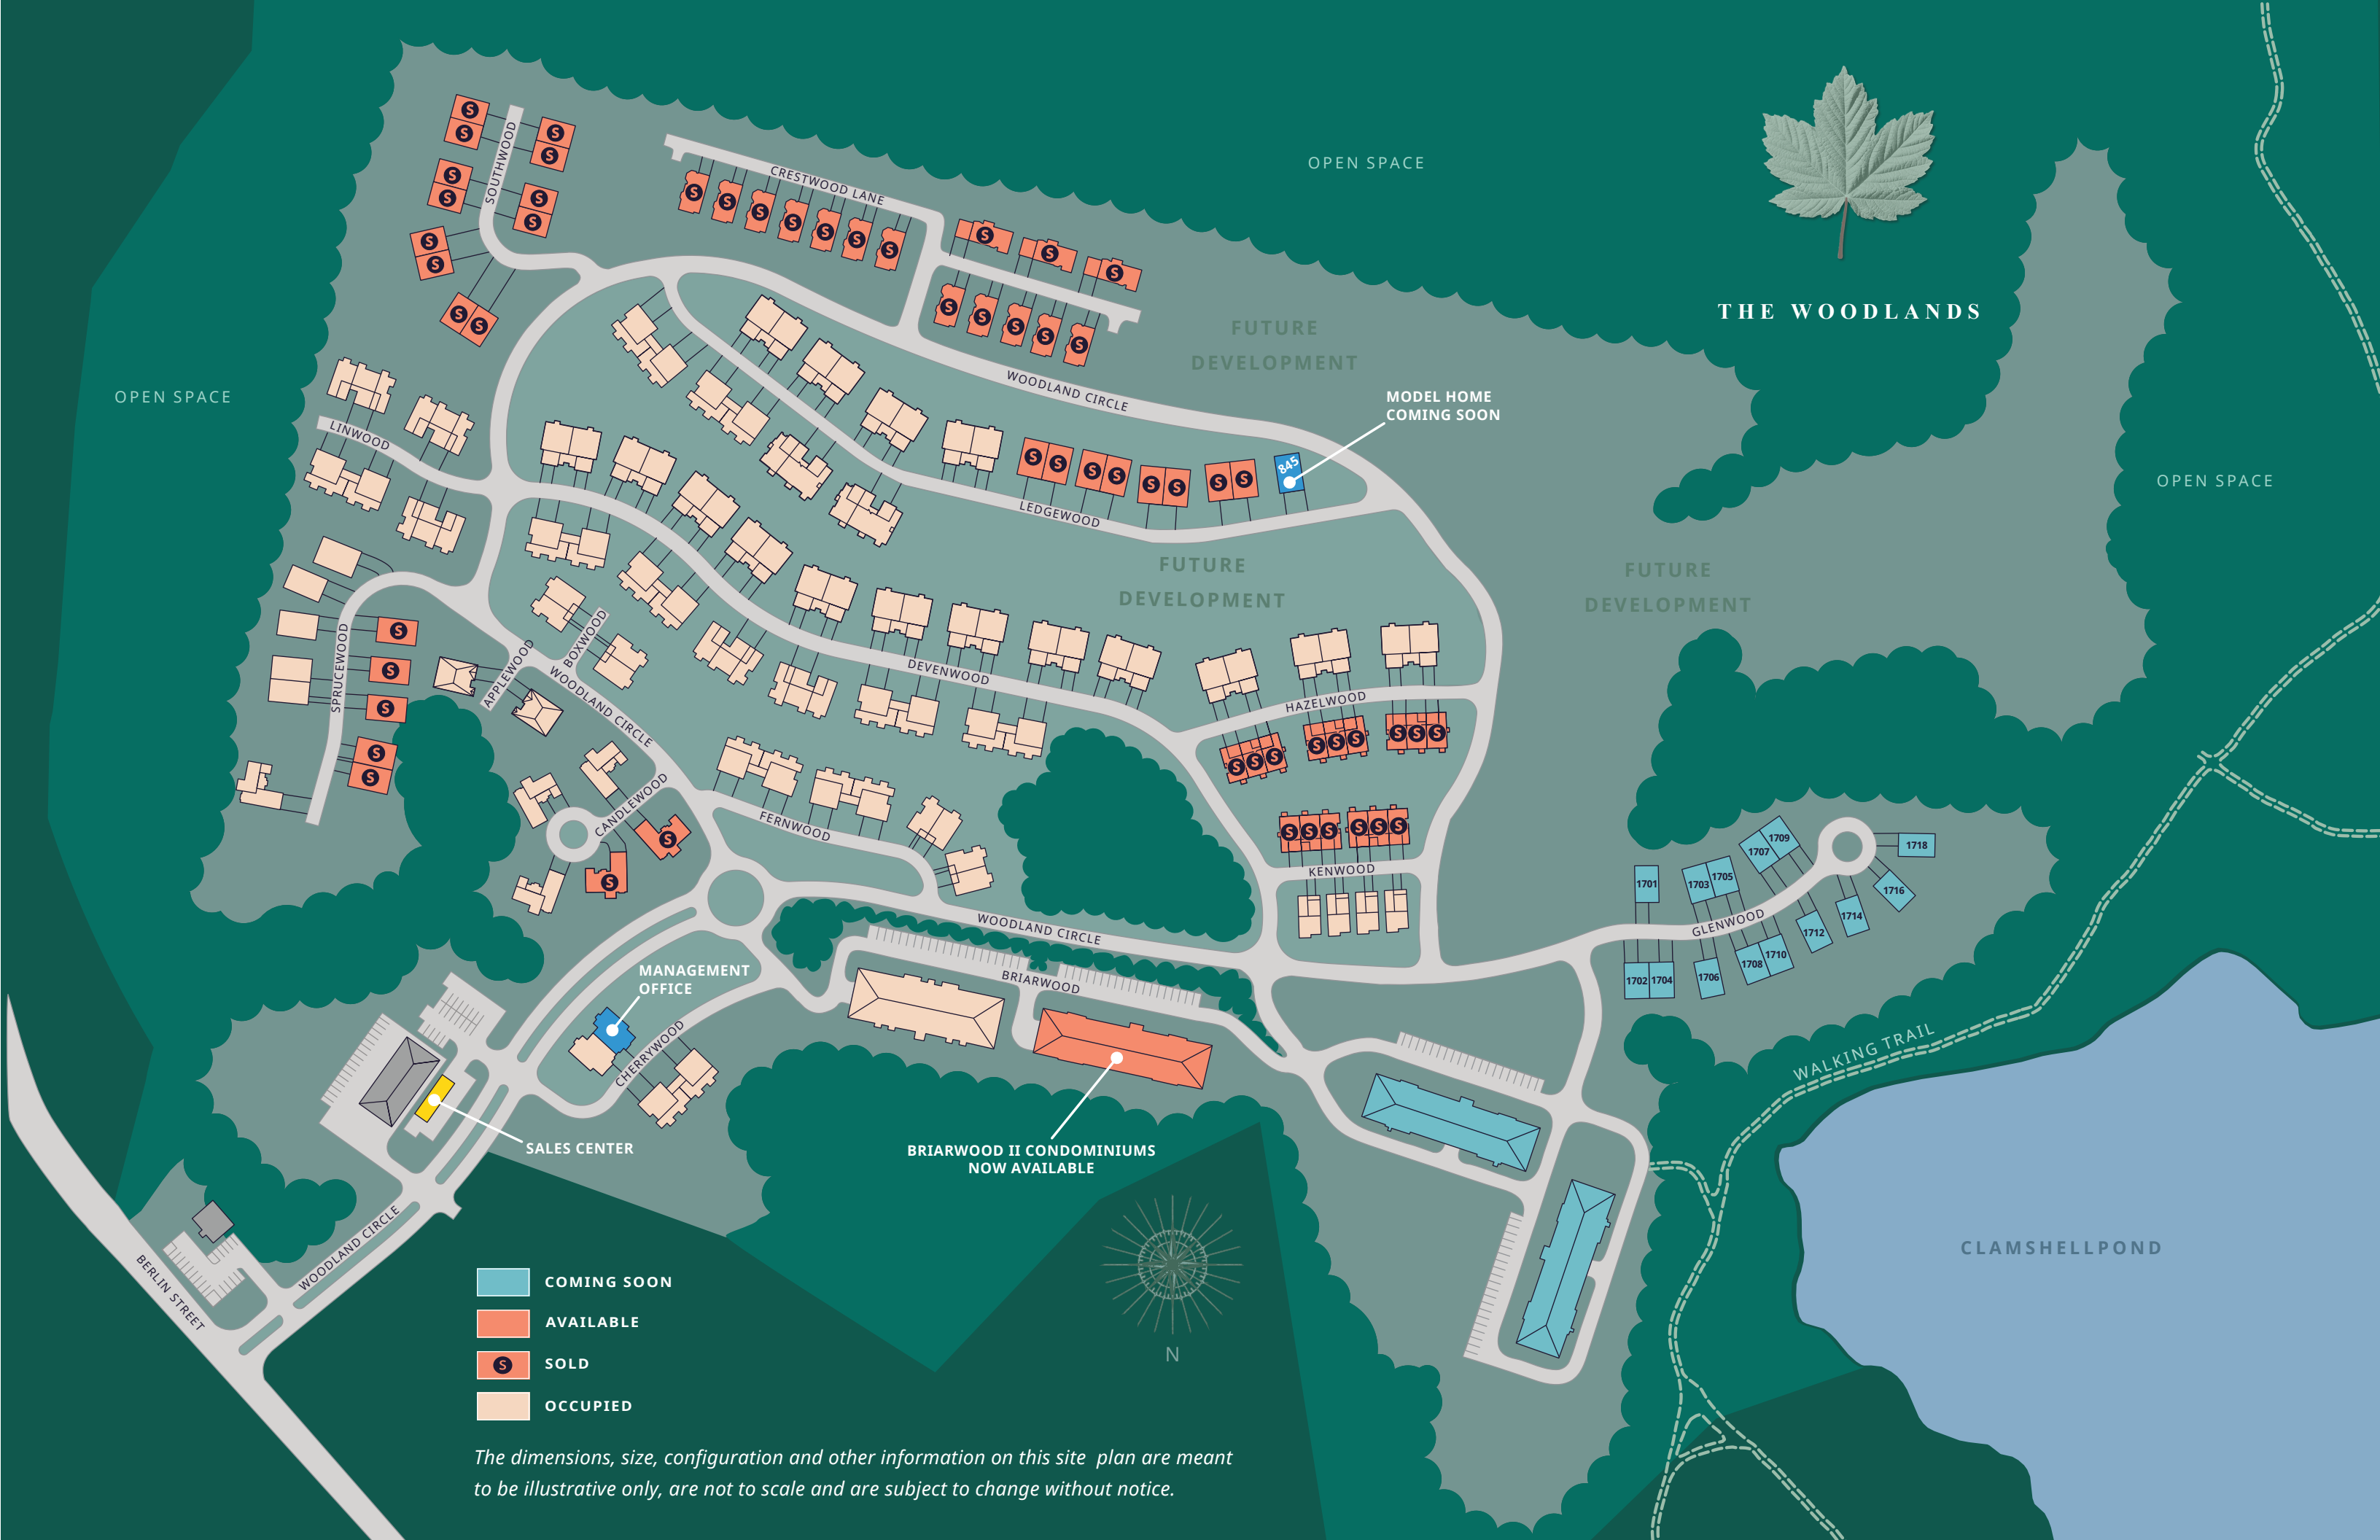 THE WOODLANDS
OPEN SPACE
OPEN SPACE
OPEN SPACE
SOUTHWOOD
CRESTWOOD LANE
FUTURE
DEVELOPMENT
WOODLAND CIRCLE
MODEL HOME
COMING SOON
845
LINWOOD
LEDGEWOOD
FUTURE
DEVELOPMENT
FUTURE
DEVELOPMENT
SPRUCEWOOD
APPLEWOOD
BOXWOOD
WOODLAND CIRCLE
DEVENWOOD
HAZELWOOD
CANDLEWOOD
FERNWOOD
KENWOOD
WOODLAND CIRCLE
BRIARWOOD
GLENWOOD
1701
1703
1705
1707
1709
1718
1716
1714
1712
1710
1708
1706
1704
1702
MANAGEMENT
OFFICE
CHERRYWOOD
WALKING TRAIL
SALES CENTER
BRIARWOOD II CONDOMINIUMS
NOW AVAILABLE
WOODLAND CIRCLE
BERLIN STREET
CLAMSHELLPOND
N
COMING SOON
AVAILABLE
S SOLD
OCCUPIED
The dimensions, size, configuration and other information on this site plan are meant
to be illustrative only, are not to scale and are subject to change without notice.